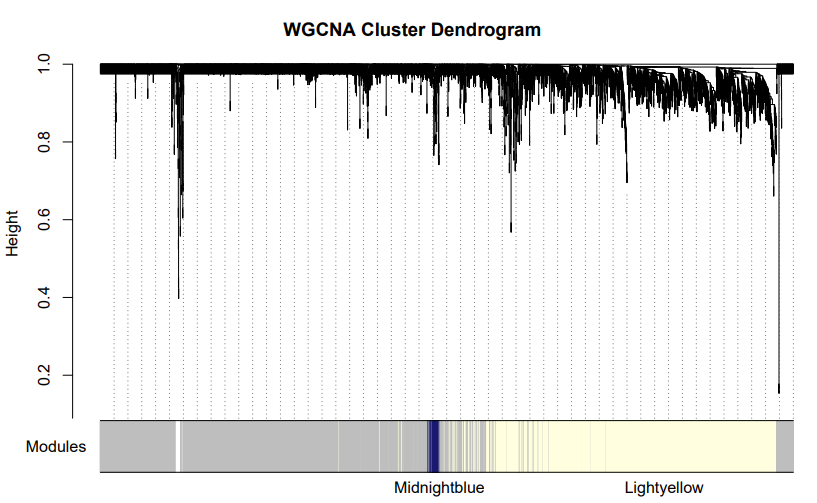 WGCNA Cluster Dendrogram
Height
1.0
0.8
0.6
0.4
0.2
Modules
Midnightblue Lightyellow